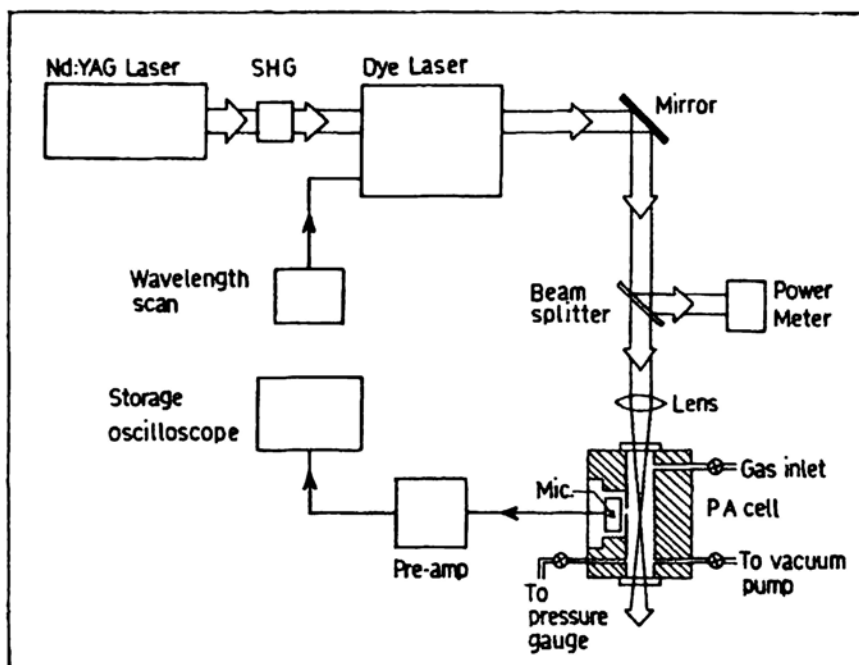 Nd:YAG Laser
SHG
Dye Laser
Mirror
Wavelength
scan
Beam
splitter
Power
Meter
Storage
oscilloscope
Lens
Gas inlet
Mic.
PA cell
Pre-amp
To
pressure
gauge
To vacuum
pump